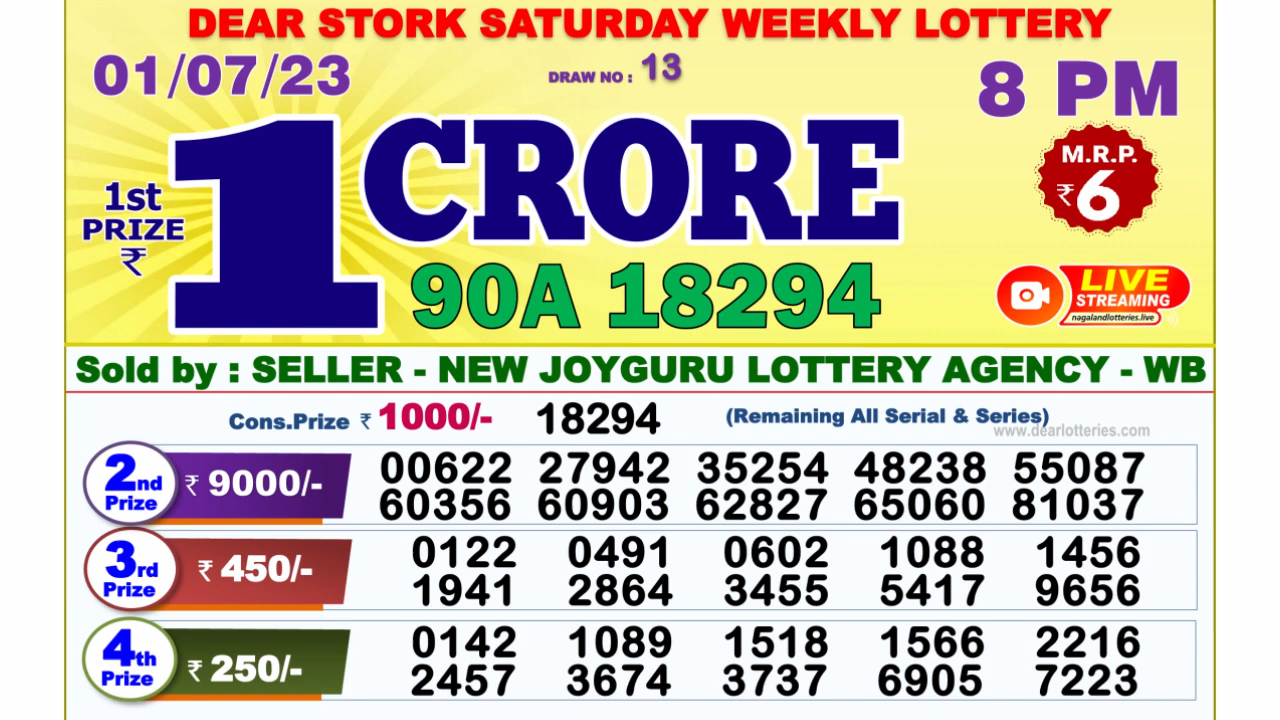 DEAR STORK SATURDAY WEEKLY LOTTERY
01/07/23
DRAW NO : 13
8 PM
1st PRIZE ₹ 1 CRORE
M.R.P. ₹ 6
90A 18294
LIVE STREAMING
nagalandlotteries.live
Sold by : SELLER - NEW JOYGURU LOTTERY AGENCY - WB
Cons.Prize ₹ 1000/- 18294 (Remaining All Serial & Series)
www.dearlotteries.com
2nd Prize ₹ 9000/-
00622 27942 35254 48238 55087
60356 60903 62827 65060 81037
3rd Prize ₹ 450/-
0122 0491 0602 1088 1456
1941 2864 3455 5417 9656
4th Prize ₹ 250/-
0142 1089 1518 1566 2216
2457 3674 3737 6905 7223